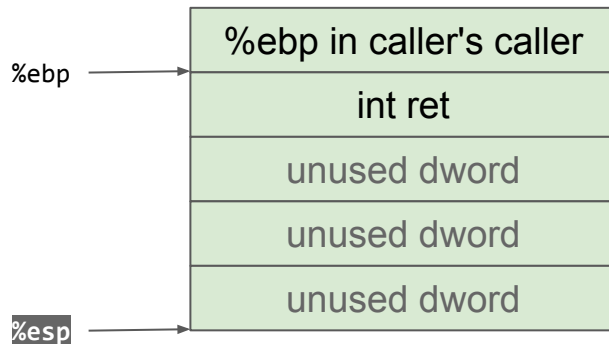 %ebp in caller's caller
%ebp
int ret
unused dword
unused dword
unused dword
%esp